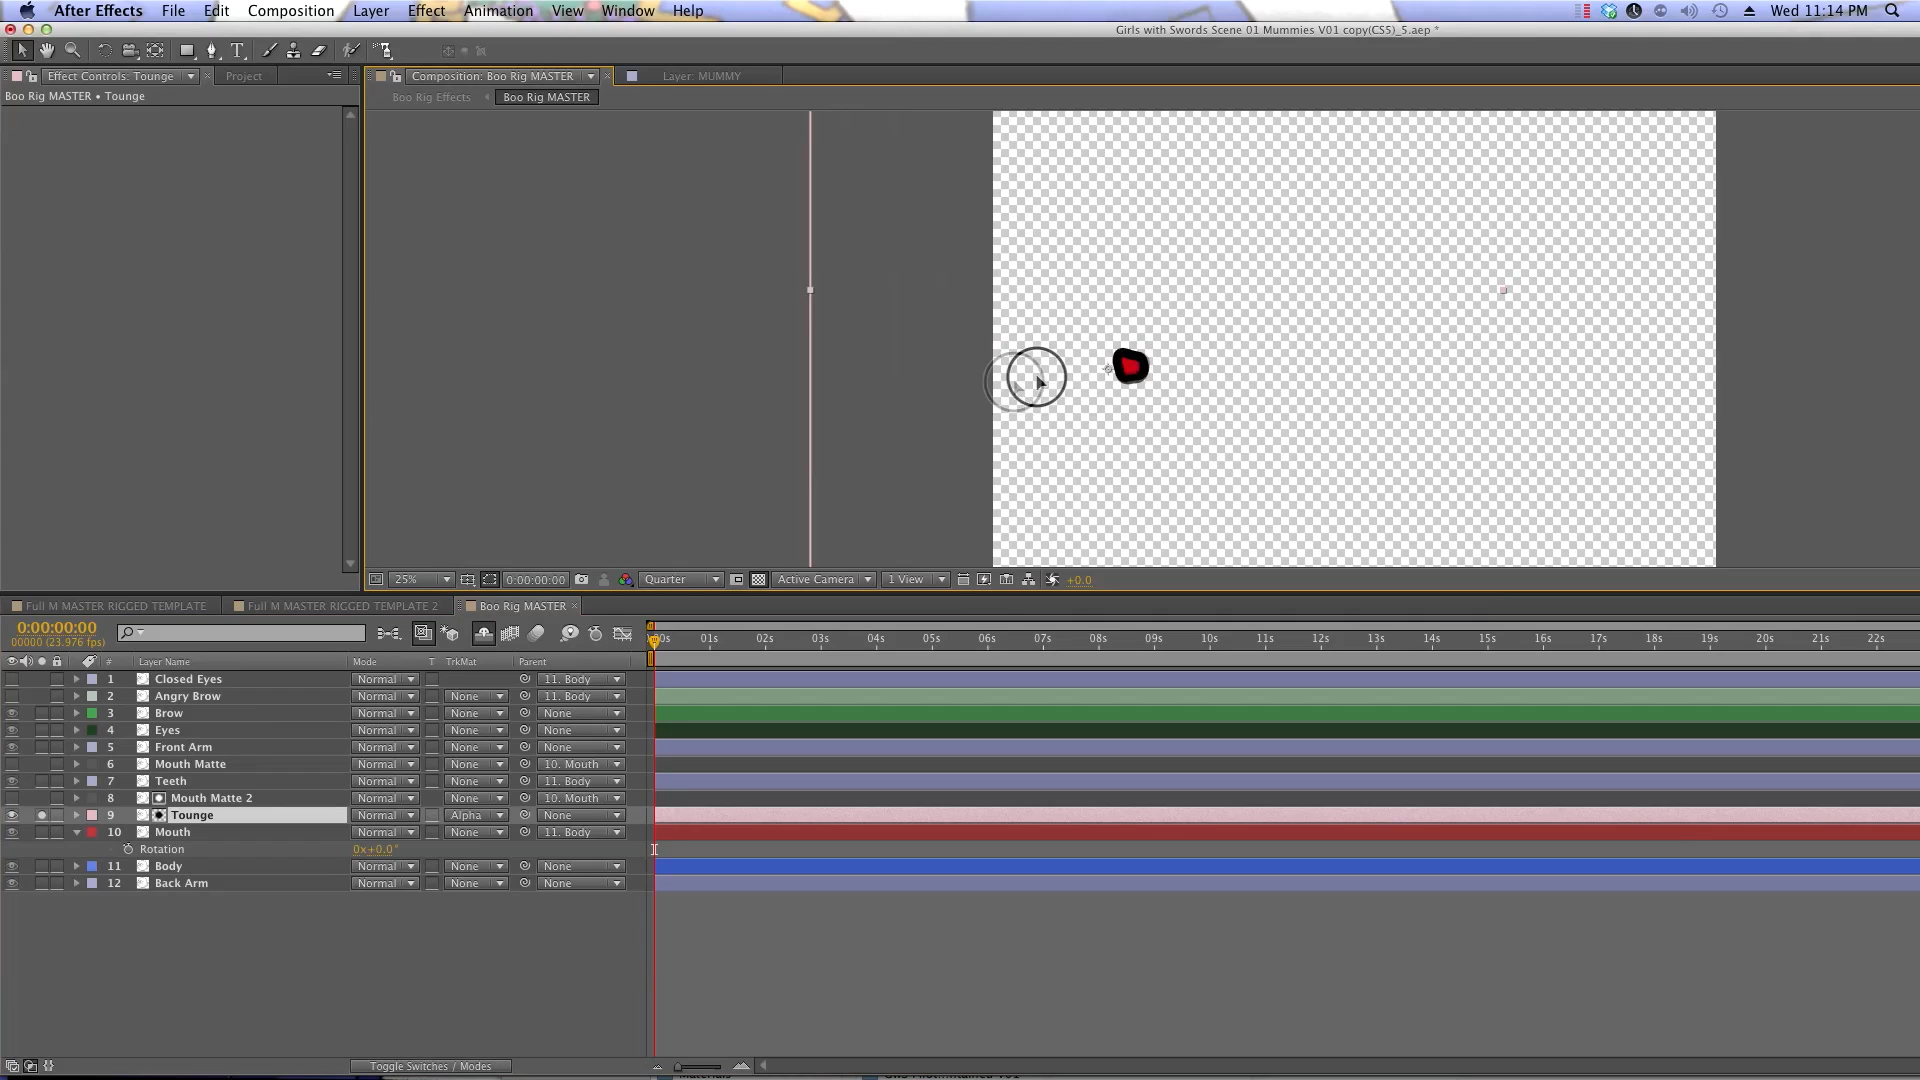 After Effects File Edit Composition Layer Effect Animation View Window Help Wed 11:14 PM
Girls with Swords Scene 01 Mummies V01 copy(CS5)_5.aep *
Effect Controls: Tounge Project Composition: Boo Rig MASTER Layer: MUMMY
Boo Rig MASTER • Tounge Boo Rig Effects Boo Rig MASTER
25% 0:00:00:00 Quarter Active Camera 1 View +0.0
Full M MASTER RIGGED TEMPLATE Full M MASTER RIGGED TEMPLATE 2 Boo Rig MASTER
0:00:00:00
00000 (23.976 fps)
01s 02s 03s 04s 05s 06s 07s 08s 09s 10s 11s 12s 13s 14s 15s 16s 17s 18s 19s 20s 21s 22s
# Layer Name Mode T TrkMat Parent
1 Closed Eyes Normal 11. Body
2 Angry Brow Normal None 11. Body
3 Brow Normal None None
4 Eyes Normal None None
5 Front Arm Normal None None
6 Mouth Matte Normal None 10. Mouth
7 Teeth Normal None 11. Body
8 Mouth Matte 2 Normal None 10. Mouth
9 Tounge Normal Alpha None
10 Mouth Normal None 11. Body
Rotation 0x+0.0°
11 Body Normal None None
12 Back Arm Normal None None
Toggle Switches / Modes